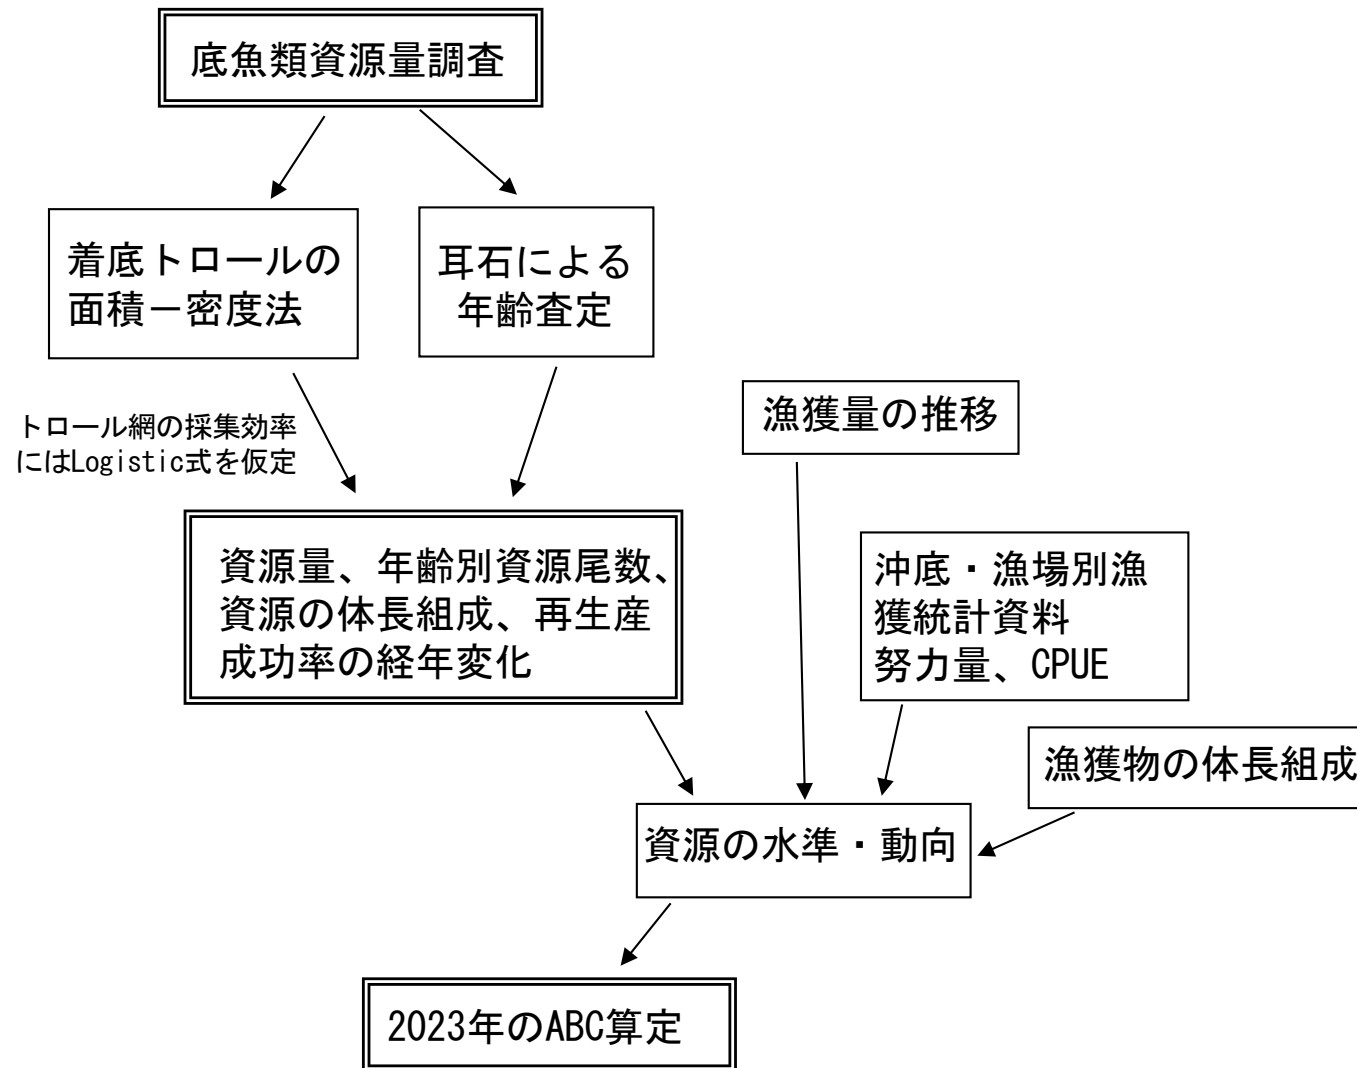 底魚類資源量調査
着底トロールの
面積－密度法
耳石による
年齢査定
トロール網の採集効率
にはLogistic式を仮定
漁獲量の推移
資源量、年齢別資源尾数、
資源の体長組成、再生産
成功率の経年変化
沖底・漁場別漁
獲統計資料
努力量、CPUE
漁獲物の体長組成
資源の水準・動向
2023年のABC算定